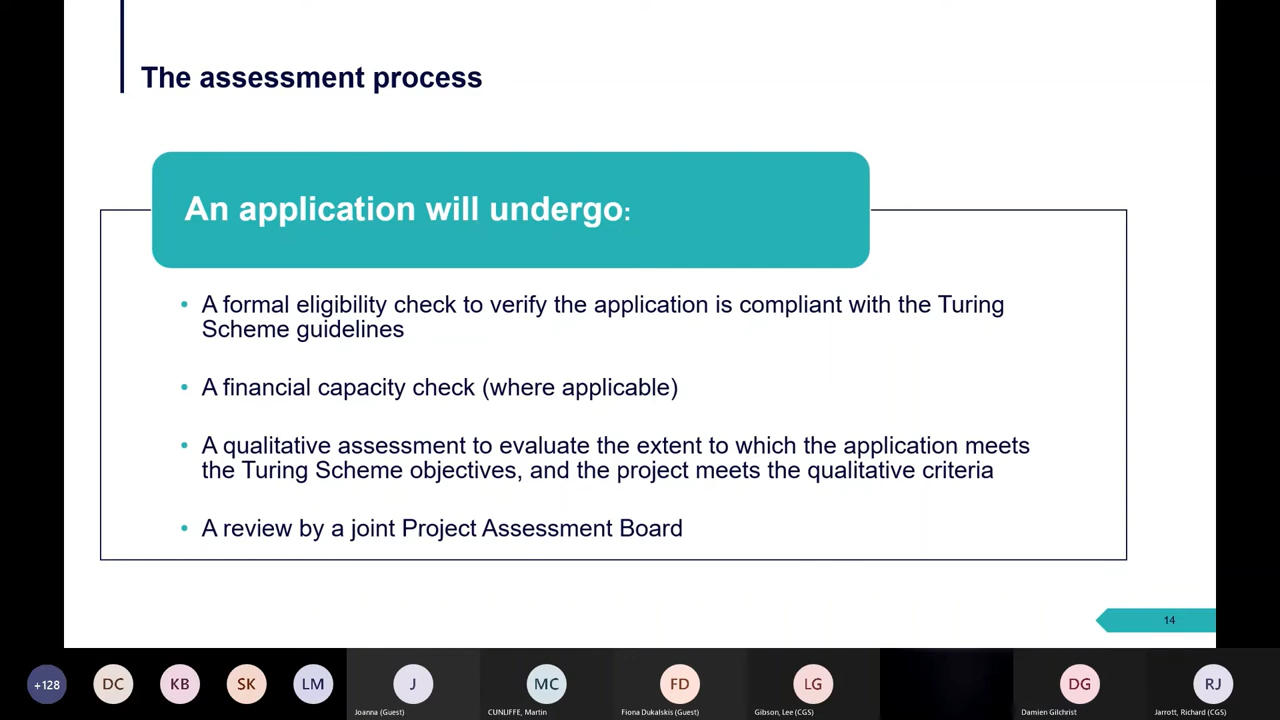 The assessment process
An application will undergo:
• A formal eligibility check to verify the application is compliant with the Turing
Scheme guidelines
• A financial capacity check (where applicable)
• A qualitative assessment to evaluate the extent to which the application meets
the Turing Scheme objectives, and the project meets the qualitative criteria
• A review by a joint Project Assessment Board
14
+128 DC KB SK LM J MC FD LG DG RJ
Joanna (Guest) CUNLIFFE, Martin Fiona Dukalskis (Guest) Gibson, Lee (CGS) Damien Gilchrist Jarrott, Richard (CGS)